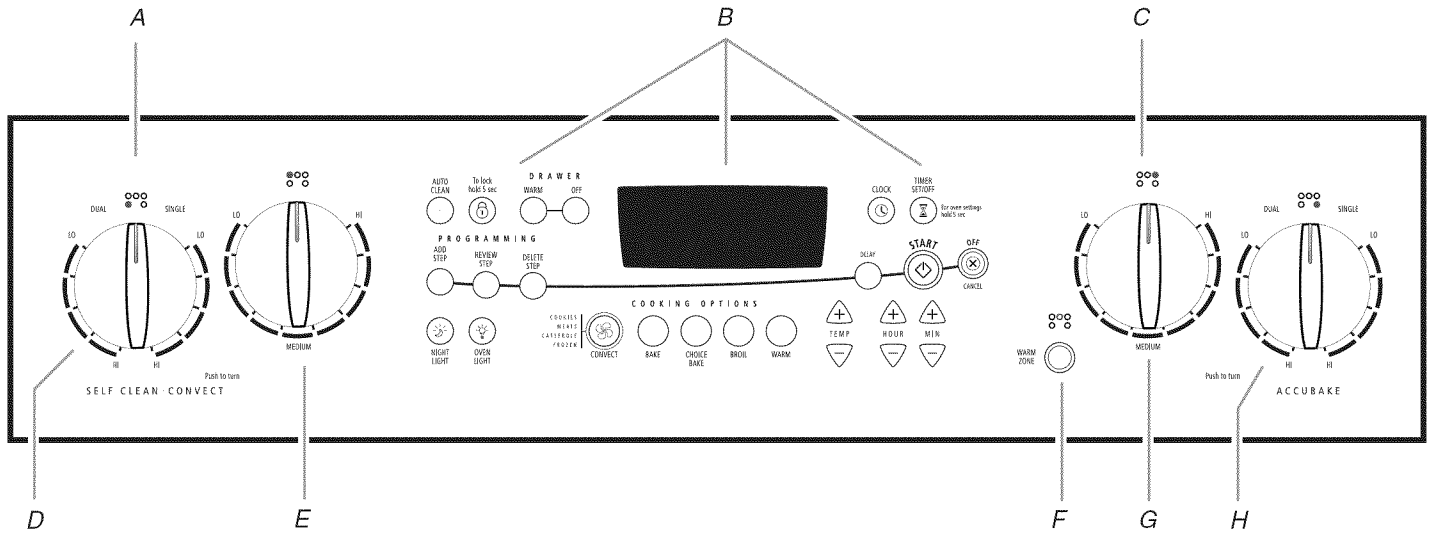 A
B
C
DRAWER
AUTO CLEAN
To lock hold 5 sec
WARM
OFF
CLOCK
TIMER SET/OFF
For oven settings hold 5 sec
DUAL
SINGLE
LO
LO
LO
HI
MEDIUM
HI
HI
Push to turn
SELF CLEAN·CONVECT
PROGRAMMING
ADD STEP
REVIEW STEP
DELETE STEP
DELAY
START
OFF
CANCEL
COOKING OPTIONS
COOKIES
MEATS
CASSEROLE
FROZEN
CONVECT
BAKE
CHOICE BAKE
BROIL
WARM
NIGHT LIGHT
OVEN LIGHT
TEMP
HOUR
MIN
WARM ZONE
LO
HI
MEDIUM
DUAL
SINGLE
LO
LO
HI
HI
Push to turn
ACCUBAKE
D
E
F
G
H